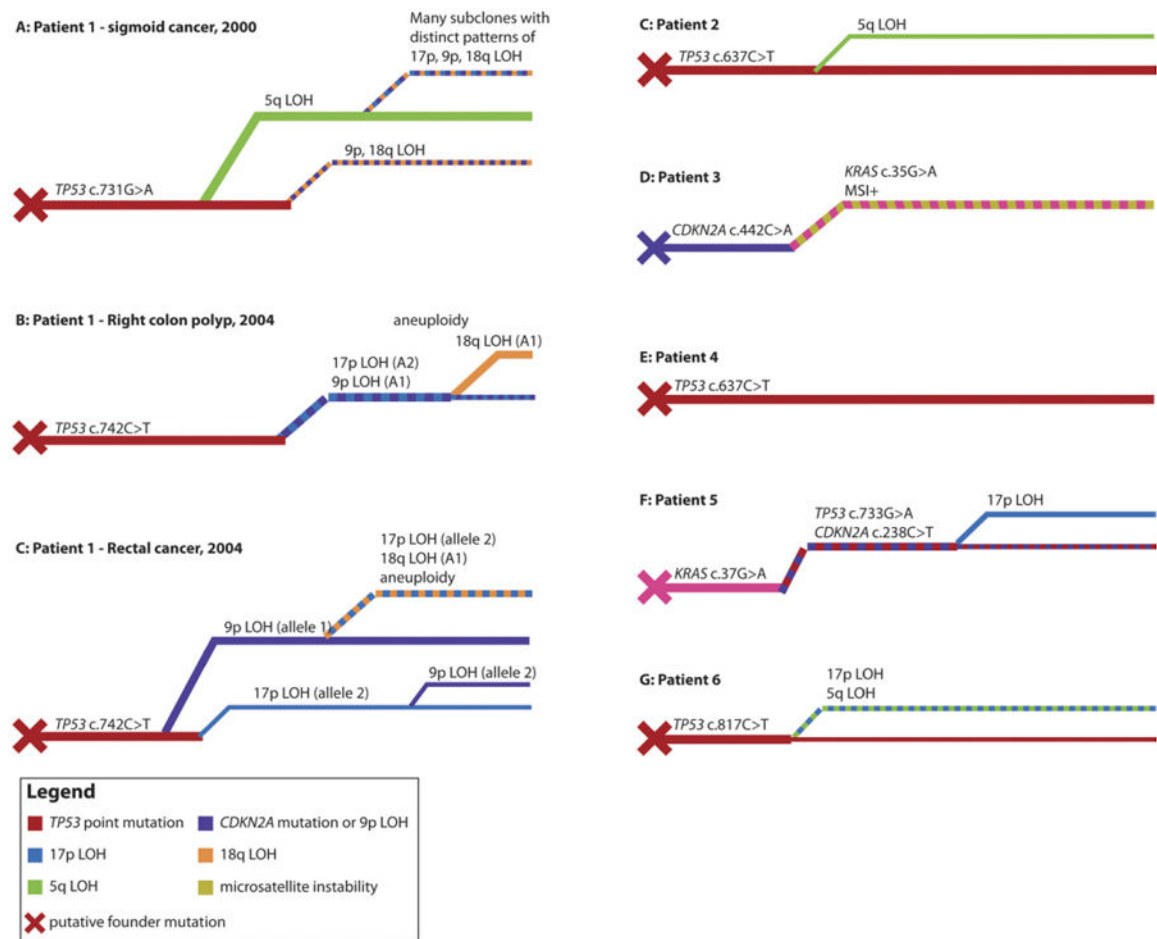 A: Patient 1 - sigmoid cancer, 2000
Many subclones with
distinct patterns of
17p, 9p, 18q LOH
5q LOH
9p, 18q LOH
TP53 c.731G>A
B: Patient 1 - Right colon polyp, 2004
aneuploidy
18q LOH (A1)
17p LOH (A2)
9p LOH (A1)
TP53 c.742C>T
C: Patient 1 - Rectal cancer, 2004
17p LOH (allele 2)
18q LOH (A1)
aneuploidy
9p LOH (allele 1)
9p LOH (allele 2)
17p LOH (allele 2)
TP53 c.742C>T
Legend
TP53 point mutation
CDKN2A mutation or 9p LOH
17p LOH
18q LOH
5q LOH
microsatellite instability
putative founder mutation
C: Patient 2
5q LOH
TP53 c.637C>T
D: Patient 3
KRAS c.35G>A
MSI+
CDKN2A c.442C>A
E: Patient 4
TP53 c.637C>T
F: Patient 5
17p LOH
TP53 c.733G>A
CDKN2A c.238C>T
KRAS c.37G>A
G: Patient 6
17p LOH
5q LOH
TP53 c.817C>T